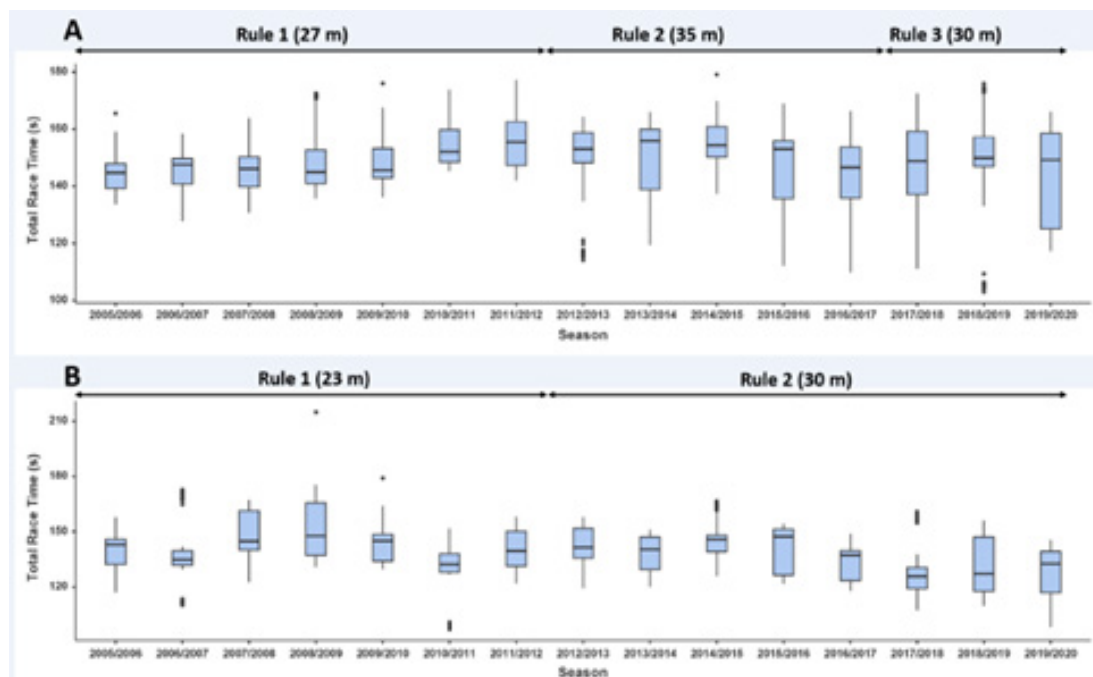 A
Rule 1 (27 m) Rule 2 (35 m) Rule 3 (30 m)
Total Race Time (s)
180
160
140
120
100
2005/2006 2006/2007 2007/2008 2008/2009 2009/2010 2010/2011 2011/2012 2012/2013 2013/2014 2014/2015 2015/2016 2016/2017 2017/2018 2018/2019 2019/2020
Season
B
Rule 1 (23 m) Rule 2 (30 m)
Total Race Time (s)
210
180
150
120
2005/2006 2006/2007 2007/2008 2008/2009 2009/2010 2010/2011 2011/2012 2012/2013 2013/2014 2014/2015 2015/2016 2016/2017 2017/2018 2018/2019 2019/2020
Season